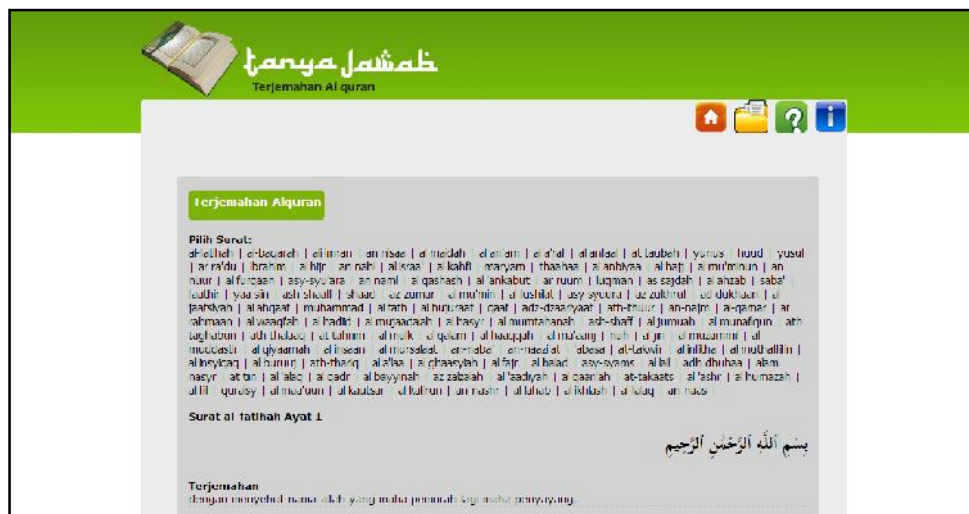 tanya jawab
Terjemahan Al quran
Terjemahan Alquran
Pilih Surat:
al-fatihah | al-baqarah | ali imran | an nisaa | al maidah | al an'am | al a'raf | al anfaal | at taubah | yunus | huud | yusuf
| ar ra'du | ibrahim | al hijr | an nahl | al israa | al kahfi | maryam | thaahaa | al anbiyaa | al hajj | al mu'minun | an
nuur | al furqaan | asy-syu'ara | an naml | al qashash | al 'ankabut | ar ruum | luqman | as sajdah | al ahzab | saba'
faathir | yaa siin | ash shaaff | shaad | az zumar | al mu'min | al fushilat | asy syuura | az zukhruf | ad dukhaan | al
jaatsiyah | al ahqaaf | muhammad | al fath | al hujuraat | qaaf | adz-dzaariyaat | ath-thuur | an-najm | al-qamar | ar
rahmaan | al waaqi'ah | al hadid | al mujaadalah | al hasyr | al mumtahanah | ash-shaff | al jumuah | al munafiqun | ath
taghabun | ath thalaaq | at tahrim | al mulk | al qalam | al haaqqah | al ma'aarij | nuh | al jin | al muzammil | al
muddastir | al qiyaamah | al insaan | al mursalaat | an-naba' | an-naazi'at | 'abasa | at-takwir | al infitha | al muthaffifin |
al insyiqaq | al buruuj | ath-thariq | al a'laa | al ghaasyiah | al fajr | al balad | asy-syams | al lail | adh dhuhaa | alam
nasyr | at tin | al 'alaq | al qadr | al bayyinah | az zalzalah | al 'aadiyah | al qaari'ah | at-takaats | al 'ashr | al humazah |
al fiil | quraisy | al maa'uun | al kautsar | al kafirun | an-nashr | al lahab | al ikhlash | al falaq | an-naas |
Surat al fatihah Ayat 1
بِسْمِ ٱللَّهِ ٱلرَّحْمَٰنِ ٱلرَّحِيمِ
Terjemahan
dengan menyebut nama allah yang maha pemurah lagi maha penyayang.